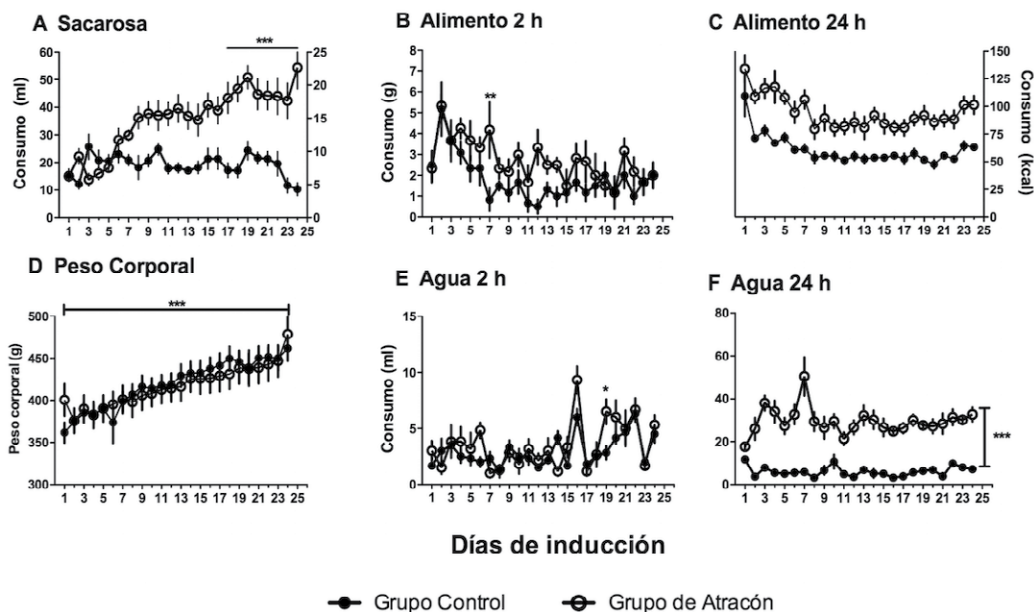 A Sacarosa
***
Consumo (ml)
60
50
40
30
20
10
0
25
20
15
10
5
0
1 3 5 7 9 11 13 15 17 19 21 23 25
B Alimento 2 h
**
Consumo (g)
8
7
6
5
4
3
2
1
0
1 3 5 7 9 11 13 15 17 19 21 23 25
C Alimento 24 h
Consumo (kcal)
40
30
20
10
0
150
125
100
75
50
25
0
1 3 5 7 9 11 13 15 17 19 21 23 25
D Peso Corporal
***
Peso corporal (g)
500
450
400
350
300
1 3 5 7 9 11 13 15 17 19 21 23 25
E Agua 2 h
*
Consumo (ml)
15
10
5
0
1 3 5 7 9 11 13 15 17 19 21 23 25
F Agua 24 h
***
80
60
40
20
0
1 3 5 7 9 11 13 15 17 19 21 23 25
Días de inducción
Grupo Control
Grupo de Atracón